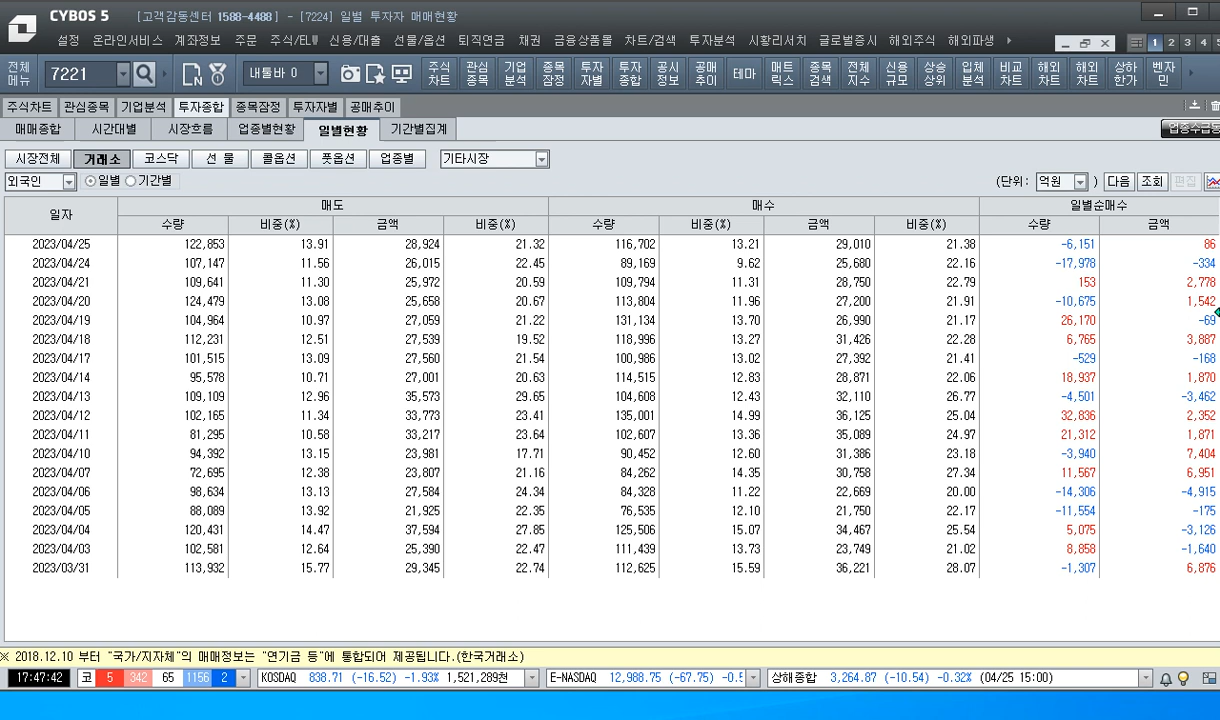 CYBOS 5 [고객감동센터 1588-4488] - [7224] 일별 투자자 매매현황
설정 온라인서비스 계좌정보 주문 주식/ELW 신용/대출 선물/옵션 퇴직연금 채권 금융상품몰 차트/검색 투자분석 시황리서치 글로벌증시 해외주식 해외파생 1 2 3 4
전체메뉴 7221 내툴바 0 주식차트 관심종목 기업분석 종목잠정 투자자별 투자종합 공시정보 공매추이 테마 매트릭스 종목검색 전체지수 신용규모 상승상위 입체분석 비교차트 해외차트 해외차트 상하한가 벤자민
주식차트 관심종목 기업분석 투자종합 종목잠정 투자자별 공매추이
매매종합 시간대별 시장흐름 업종별현황 일별현황 기간별집계 업종수급동
시장전체 거래소 코스닥 선 물 콜옵션 풋옵션 업종별 기타시장
외국인 일별 기간별 (단위: 억원 ) 다음 조회 편집
일자 매도 매수 일별순매수
수량 비중(%) 금액 비중(%) 수량 비중(%) 금액 비중(%) 수량 금액
2023/04/25 122,853 13.91 28,924 21.32 116,702 13.21 29,010 21.38 -6,151 86
2023/04/24 107,147 11.56 26,015 22.45 89,169 9.62 25,680 22.16 -17,978 -334
2023/04/21 109,641 11.30 25,972 20.59 109,794 11.31 28,750 22.79 153 2,778
2023/04/20 124,479 13.08 25,658 20.67 113,804 11.96 27,200 21.91 -10,675 1,542
2023/04/19 104,964 10.97 27,059 21.22 131,134 13.70 26,990 21.17 26,170 -69
2023/04/18 112,231 12.51 27,539 19.52 118,996 13.27 31,426 22.28 6,765 3,887
2023/04/17 101,515 13.09 27,560 21.54 100,986 13.02 27,392 21.41 -529 -168
2023/04/14 95,578 10.71 27,001 20.63 114,515 12.83 28,871 22.06 18,937 1,870
2023/04/13 109,109 12.96 35,573 29.65 104,608 12.43 32,110 26.77 -4,501 -3,462
2023/04/12 102,165 11.34 33,773 23.41 135,001 14.99 36,125 25.04 32,836 2,352
2023/04/11 81,295 10.58 33,217 23.64 102,607 13.36 35,089 24.97 21,312 1,871
2023/04/10 94,392 13.15 23,981 17.71 90,452 12.60 31,386 23.18 -3,940 7,404
2023/04/07 72,695 12.38 23,807 21.16 84,262 14.35 30,758 27.34 11,567 6,951
2023/04/06 98,634 13.13 27,584 24.34 84,328 11.22 22,669 20.00 -14,306 -4,915
2023/04/05 88,089 13.92 21,925 22.35 76,535 12.10 21,750 22.17 -11,554 -175
2023/04/04 120,431 14.47 37,594 27.85 125,506 15.07 34,467 25.54 5,075 -3,126
2023/04/03 102,581 12.64 25,390 22.47 111,439 13.73 23,749 21.02 8,858 -1,640
2023/03/31 113,932 15.77 29,345 22.74 112,625 15.59 36,221 28.07 -1,307 6,876
※ 2018.12.10 부터 "국가/지자체"의 매매정보는 "연기금 등"에 통합되어 제공됩니다.(한국거래소)
17:47:42 코 5 342 65 1156 2 KOSDAQ 838.71 (-16.52) -1.93% 1,521,289천 E-NASDAQ 12,988.75 (-67.75) -0.5 상해종합 3,264.87 (-10.54) -0.32% (04/25 15:00)